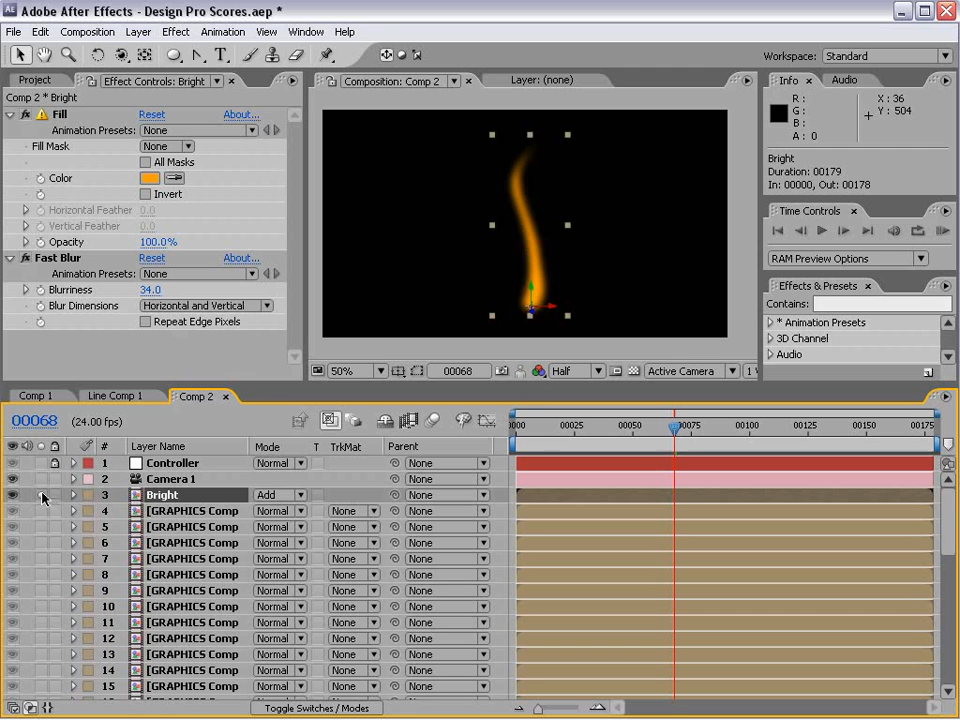 Adobe After Effects - Design Pro Scores.aep *
File Edit Composition Layer Effect Animation View Window Help
Workspace: Standard
Project Effect Controls: Bright
Comp 2 * Bright
Fill Reset About...
Animation Presets: None
Fill Mask None
All Masks
Color
Invert
Horizontal Feather 0.0
Vertical Feather 0.0
Opacity 100.0%
Fast Blur Reset About...
Animation Presets: None
Blurriness 34.0
Blur Dimensions Horizontal and Vertical
Repeat Edge Pixels
Composition: Comp 2 Layer: (none)
50% 00068 Half Active Camera 1
Info Audio
R : X : 36
G : Y : 504
B :
A : 0
Bright
Duration: 00179
In: 00000, Out: 00178
Time Controls
RAM Preview Options
Effects & Presets
Contains:
* Animation Presets
3D Channel
Audio
Comp 1 Line Comp 1 Comp 2
00068 (24.00 fps)
0000 00025 00050 00075 00100 00125 00150 00175
# Layer Name Mode T TrkMat Parent
1 Controller Normal None
2 Camera 1 None
3 Bright Add None
4 [GRAPHICS Comp Normal None None
5 [GRAPHICS Comp Normal None None
6 [GRAPHICS Comp Normal None None
7 [GRAPHICS Comp Normal None None
8 [GRAPHICS Comp Normal None None
9 [GRAPHICS Comp Normal None None
10 [GRAPHICS Comp Normal None None
11 [GRAPHICS Comp Normal None None
12 [GRAPHICS Comp Normal None None
13 [GRAPHICS Comp Normal None None
14 [GRAPHICS Comp Normal None None
15 [GRAPHICS Comp Normal None None
Toggle Switches / Modes